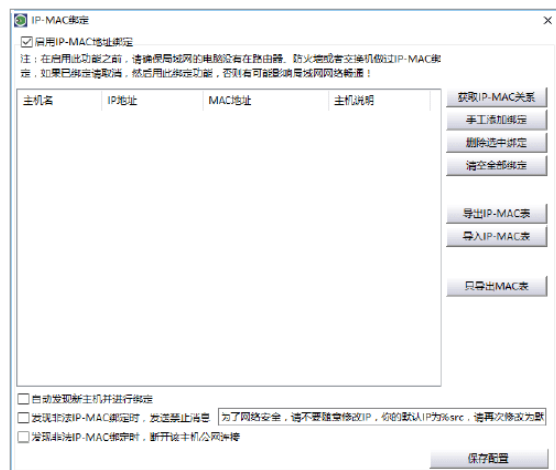 IP-MAC绑定
启用IP-MAC地址绑定
注：在启用此功能之前，请确保局域网的电脑没有在路由器、防火墙或者交换机做过IP-MAC绑
定，如果已绑定请取消，然后用此绑定功能，否则有可能影响局域网网络畅通！
主机名 IP地址 MAC地址 主机说明
获取IP-MAC关系
手工添加绑定
删除选中绑定
清空全部绑定
导出IP-MAC表
导入IP-MAC表
只导出MAC表
自动发现新主机并进行绑定
发现非法IP-MAC绑定时，发送禁止消息 为了网络安全，请不要随意修改IP，你的默认IP为%src，请再次修改为默
发现非法IP-MAC绑定时，断开该主机公网连接
保存配置